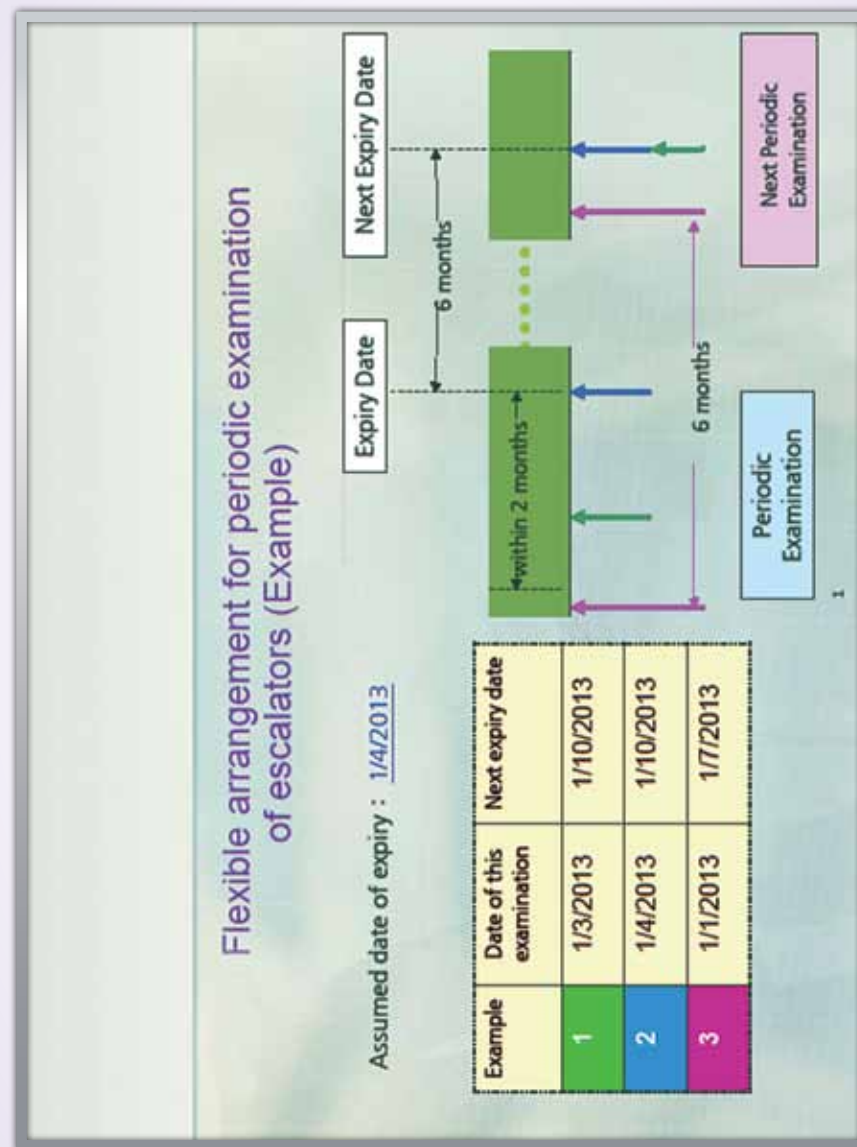 Flexible arrangement for periodic examination
of escalators (Example)
Assumed date of expiry : 1/4/2013
Example
Date of this
examination
Next expiry date
1
1/3/2013
1/10/2013
2
1/4/2013
1/10/2013
3
1/1/2013
1/7/2013
Expiry Date
Next Expiry Date
6 months
within 2 months
6 months
Periodic
Examination
Next Periodic
Examination
1